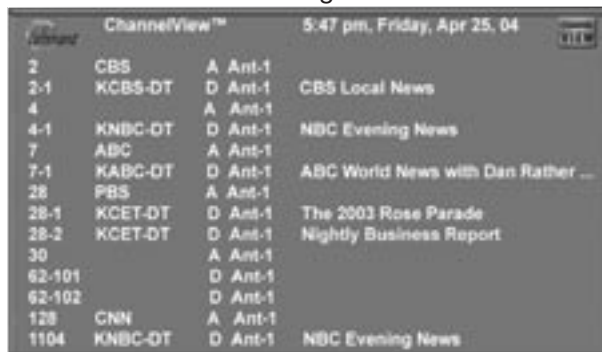 ChannelView™ 5:47 pm, Friday, Apr 25, 04 VIEW
2 CBS A Ant-1
2-1 KCBS-DT D Ant-1 CBS Local News
4 A Ant-1
4-1 KNBC-DT D Ant-1 NBC Evening News
7 ABC A Ant-1
7-1 KABC-DT D Ant-1 ABC World News with Dan Rather ...
28 PBS A Ant-1
28-1 KCET-DT D Ant-1 The 2003 Rose Parade
28-2 KCET-DT D Ant-1 Nightly Business Report
30 A Ant-1
62-101 D Ant-1
62-102 D Ant-1
128 CNN A Ant-1
1104 KNBC-DT D Ant-1 NBC Evening News